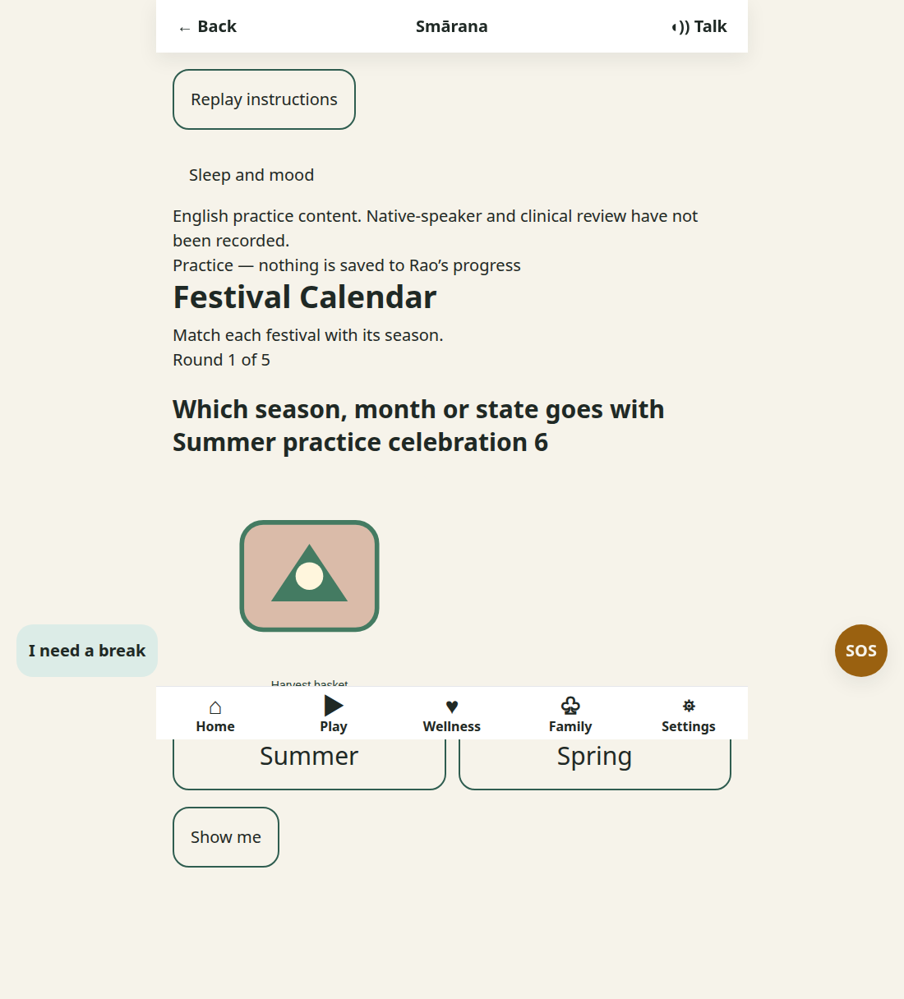 ← Back
Smārana
Talk
Replay instructions
Sleep and mood
English practice content. Native-speaker and clinical review have not
been recorded.
Practice — nothing is saved to Rao’s progress
Festival Calendar
Match each festival with its season.
Round 1 of 5
Which season, month or state goes with
Summer practice celebration 6
I need a break
SOS
Harvest basket
Home
Play
Wellness
Family
Settings
Summer
Spring
Show me